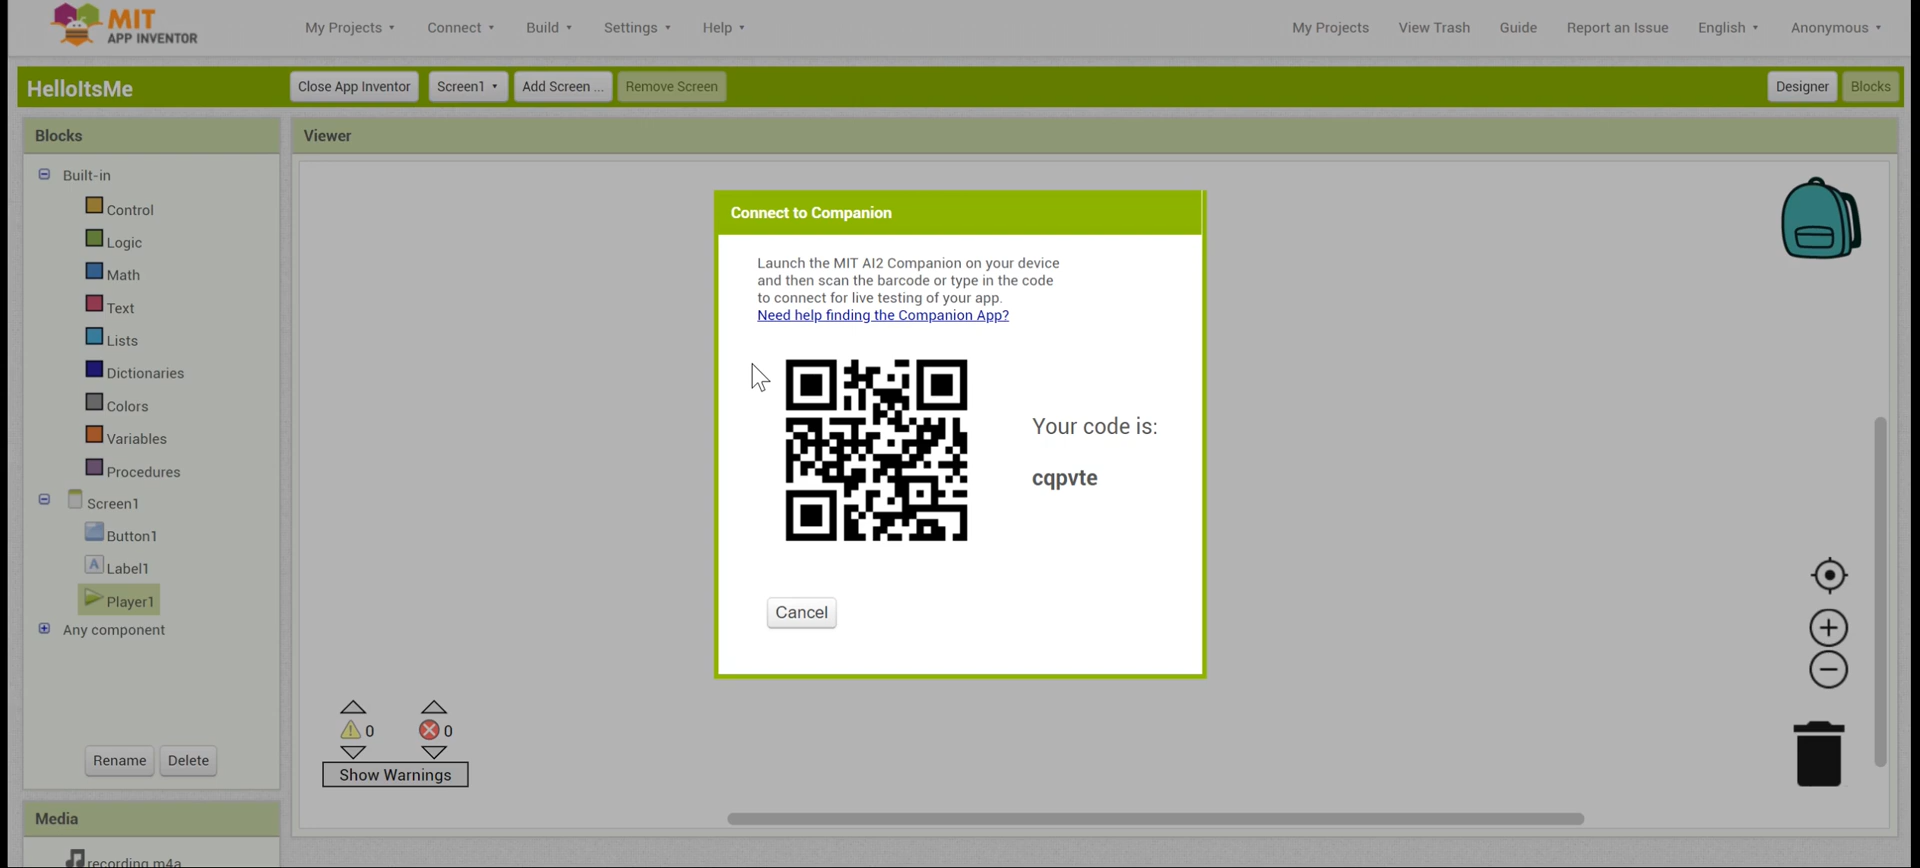 MIT
APP INVENTOR
My Projects
Connect
Build
Settings
Help
My Projects
View Trash
Guide
Report an Issue
English
Anonymous
HelloItsMe
Close App Inventor
Screen1
Add Screen ...
Remove Screen
Designer
Blocks
Blocks
Viewer
Built-in
Control
Logic
Math
Text
Lists
Dictionaries
Colors
Variables
Procedures
Screen1
Button1
A Label1
Player1
Any component
Rename
Delete
Media
recording.m4a
Connect to Companion
Launch the MIT AI2 Companion on your device
and then scan the barcode or type in the code
to connect for live testing of your app.
Need help finding the Companion App?
Your code is:
cqpvte
Cancel
0
0
Show Warnings